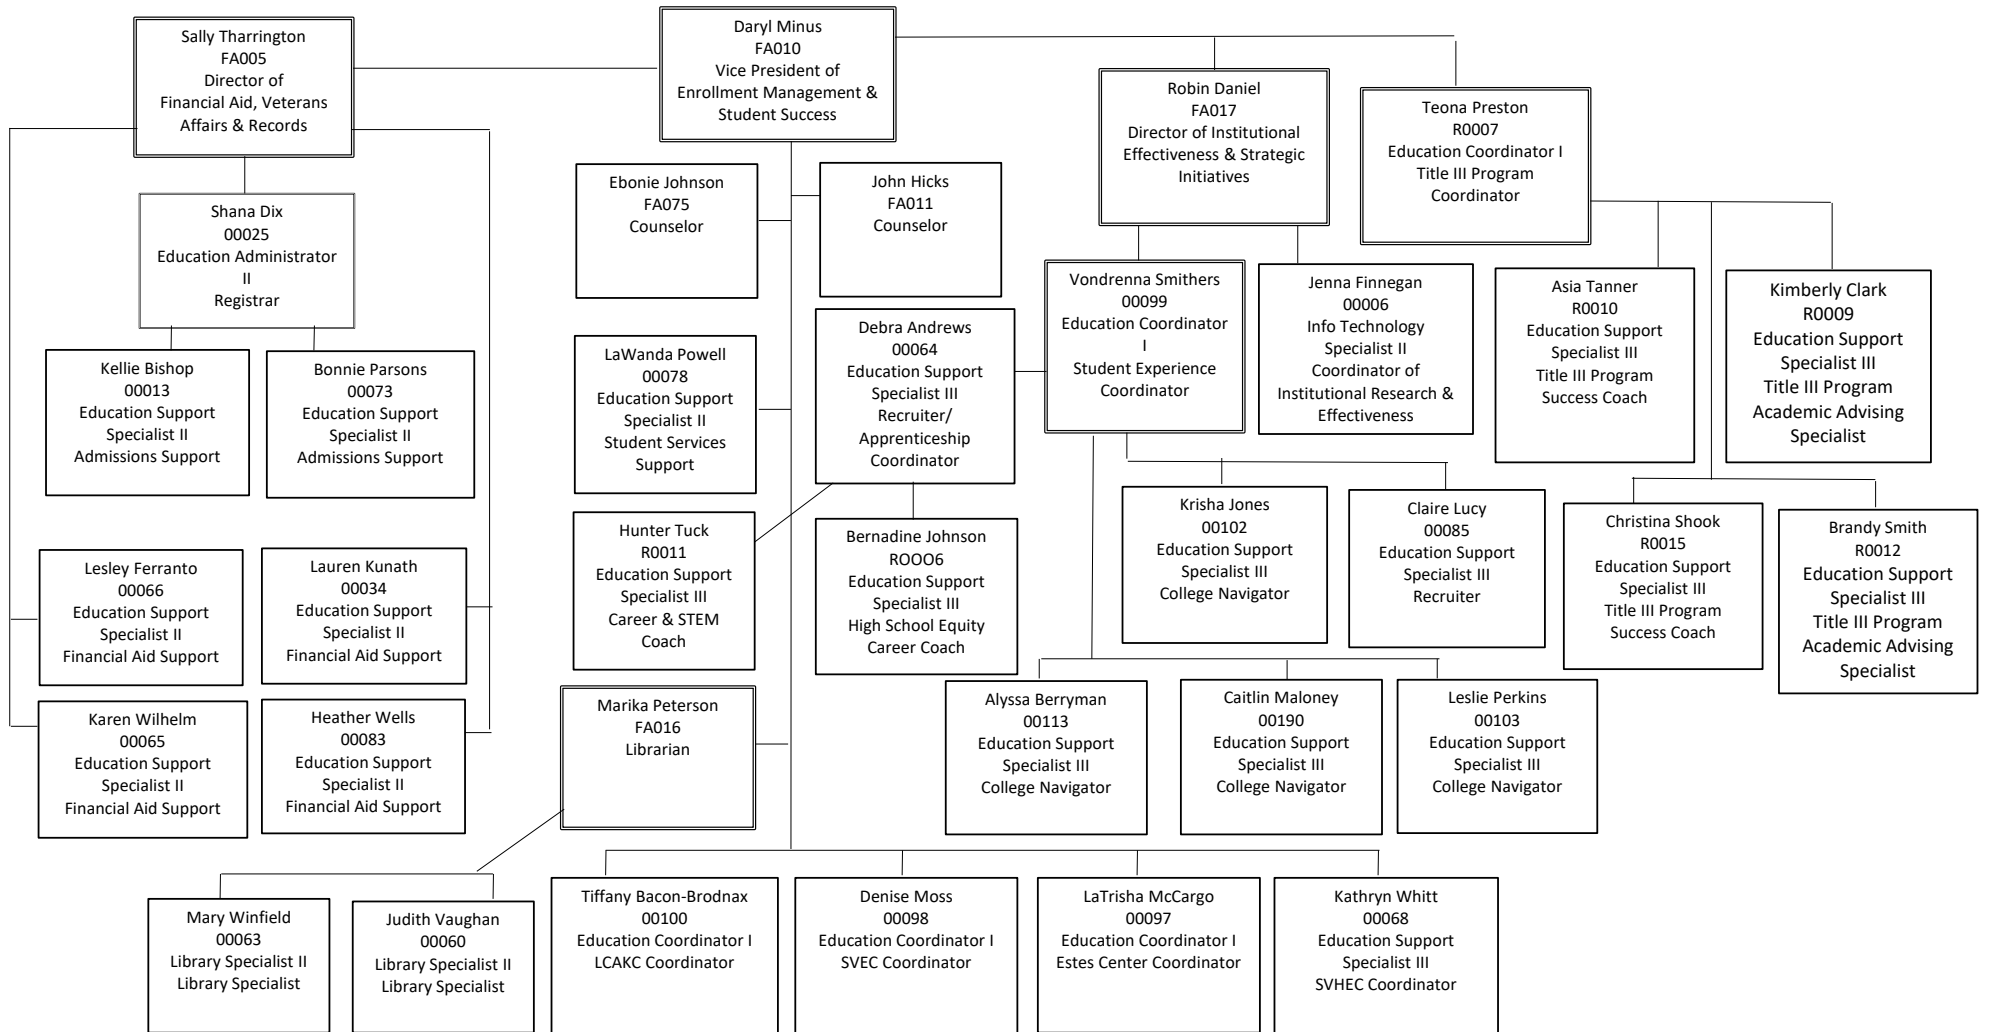 Sally Tharrington
FA005
Director of
Financial Aid, Veterans
Affairs & Records
Daryl Minus
FA010
Vice President of
Enrollment Management &
Student Success
Robin Daniel
FA017
Director of Institutional
Effectiveness & Strategic
Initiatives
Teona Preston
R0007
Education Coordinator I
Title III Program
Coordinator
Ebonie Johnson
FA075
Counselor
John Hicks
FA011
Counselor
Shana Dix
00025
Education Administrator
II
Registrar
Vondrenna Smithers
00099
Education Coordinator
I
Student Experience
Coordinator
Jenna Finnegan
00006
Info Technology
Specialist II
Coordinator of
Institutional Research &
Effectiveness
Asia Tanner
R0010
Education Support
Specialist III
Title III Program
Success Coach
Kimberly Clark
R0009
Education Support
Specialist III
Title III Program
Academic Advising
Specialist
Kellie Bishop
00013
Education Support
Specialist II
Admissions Support
Bonnie Parsons
00073
Education Support
Specialist II
Admissions Support
LaWanda Powell
00078
Education Support
Specialist II
Student Services
Support
Debra Andrews
00064
Education Support
Specialist III
Recruiter/
Apprenticeship
Coordinator
Krisha Jones
00102
Education Support
Specialist III
College Navigator
Claire Lucy
00085
Education Support
Specialist III
Recruiter
Christina Shook
R0015
Education Support
Specialist III
Title III Program
Success Coach
Brandy Smith
R0012
Education Support
Specialist III
Title III Program
Academic Advising
Specialist
Lesley Ferranto
00066
Education Support
Specialist II
Financial Aid Support
Lauren Kunath
00034
Education Support
Specialist II
Financial Aid Support
Hunter Tuck
R0011
Education Support
Specialist III
Career & STEM
Coach
Bernadine Johnson
ROOO6
Education Support
Specialist III
High School Equity
Career Coach
Karen Wilhelm
00065
Education Support
Specialist II
Financial Aid Support
Heather Wells
00083
Education Support
Specialist II
Financial Aid Support
Marika Peterson
FA016
Librarian
Alyssa Berryman
00113
Education Support
Specialist III
College Navigator
Caitlin Maloney
00190
Education Support
Specialist III
College Navigator
Leslie Perkins
00103
Education Support
Specialist III
College Navigator
Mary Winfield
00063
Library Specialist II
Library Specialist
Judith Vaughan
00060
Library Specialist II
Library Specialist
Tiffany Bacon-Brodnax
00100
Education Coordinator I
LCAKC Coordinator
Denise Moss
00098
Education Coordinator I
SVEC Coordinator
LaTrisha McCargo
00097
Education Coordinator I
Estes Center Coordinator
Kathryn Whitt
00068
Education Support
Specialist III
SVHEC Coordinator